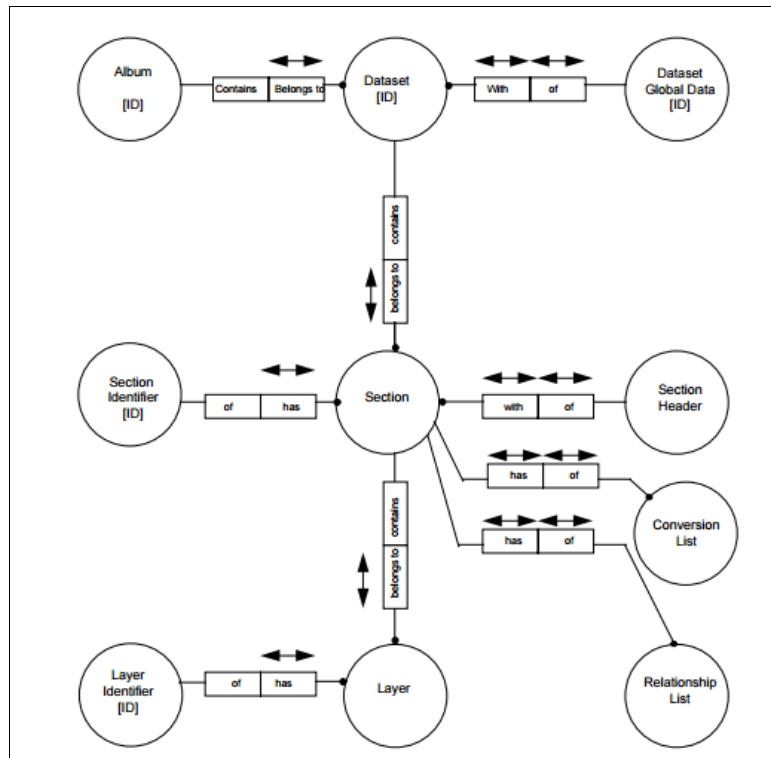 Album
[ID]
Contains
Belongs to
Dataset
[ID]
With
of
Dataset
Global Data
[ID]
contains
belongs to
Section
Identifier
[ID]
of
has
Section
with
of
Section
Header
has
of
Conversion
List
has
of
Relationship
List
contains
belongs to
Layer
Identifier
[ID]
of
has
Layer